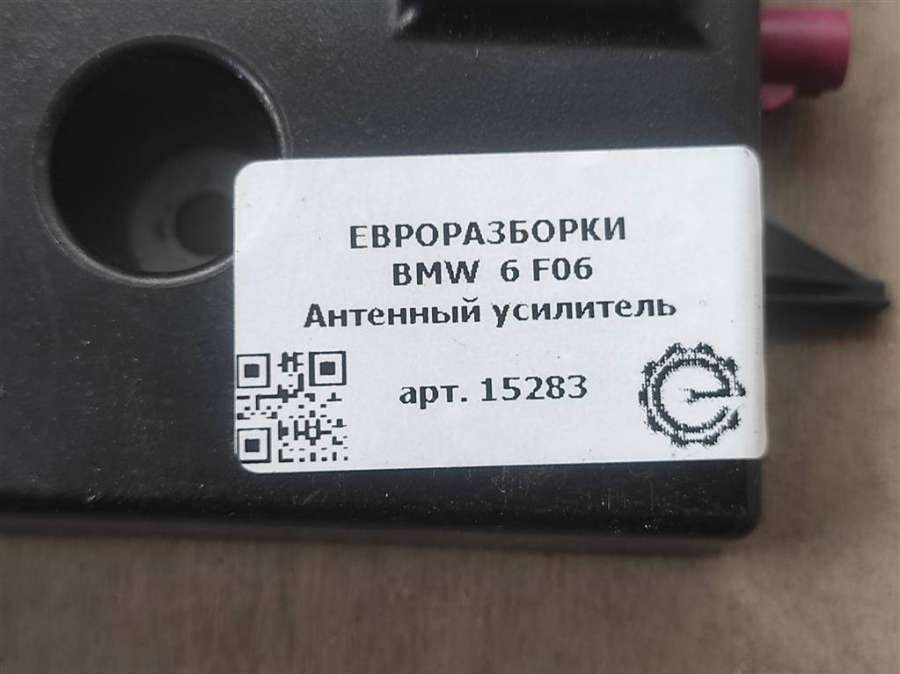 ЕВРОРАЗБОРКИ
BMW 6 F06
Антенный усилитель
арт. 15283